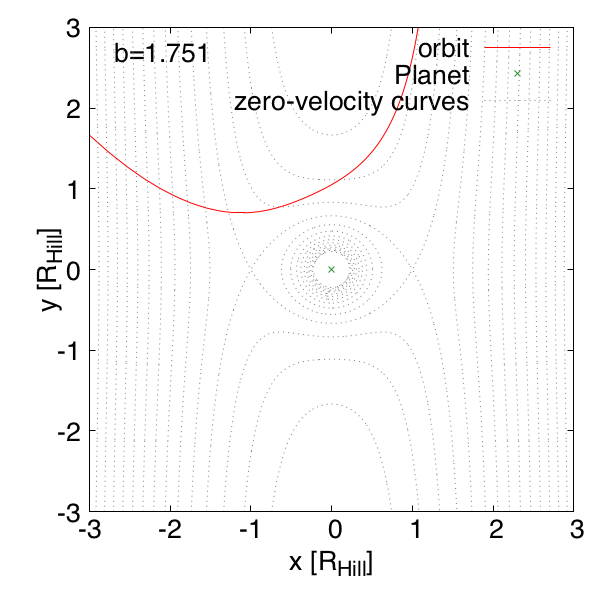 b=1.751
orbit
Planet
zero-velocity curves
y [R_Hill]
3
2
1
0
-1
-2
-3
-3 -2 -1 0 1 2 3
x [R_Hill]